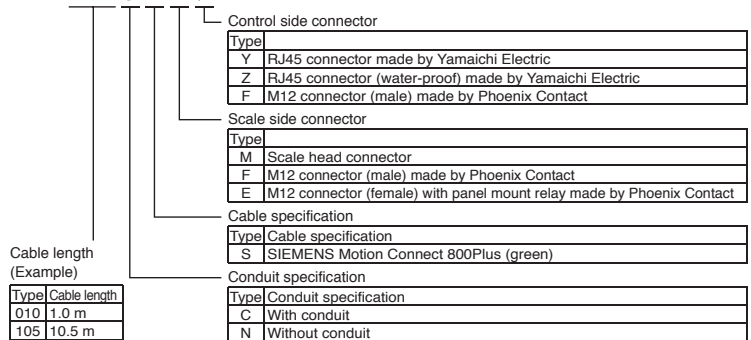 Control side connector
Type
Y RJ45 connector made by Yamaichi Electric
Z RJ45 connector (water-proof) made by Yamaichi Electric
F M12 connector (male) made by Phoenix Contact
Scale side connector
Type
M Scale head connector
F M12 connector (male) made by Phoenix Contact
E M12 connector (female) with panel mount relay made by Phoenix Contact
Cable specification
Type Cable specification
S SIEMENS Motion Connect 800Plus (green)
Conduit specification
Type Conduit specification
C With conduit
N Without conduit
Cable length
(Example)
Type Cable length
010 1.0 m
105 10.5 m